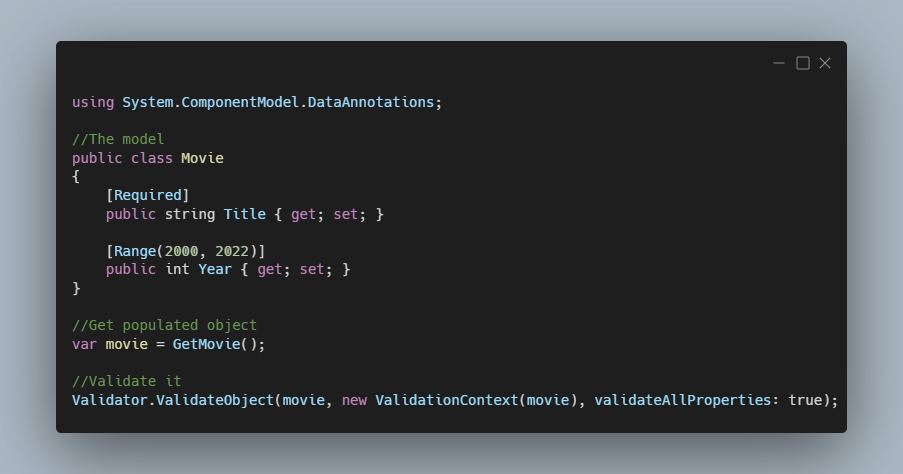 using System.ComponentModel.DataAnnotations;
//The model
public class Movie
{
    [Required]
    public string Title { get; set; }
    [Range(2000, 2022)]
    public int Year { get; set; }
}
//Get populated object
var movie = GetMovie();
//Validate it
Validator.ValidateObject(movie, new ValidationContext(movie), validateAllProperties: true);